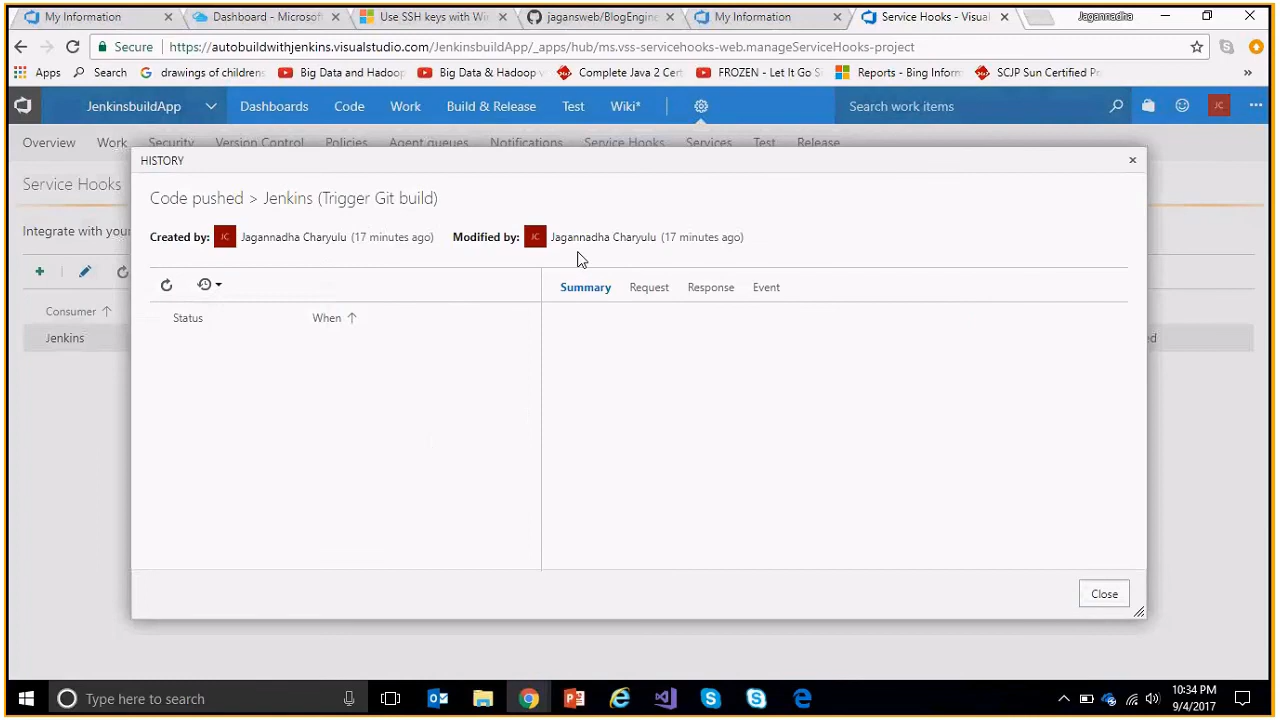 My Information
Dashboard - Microsof
Use SSH keys with Win
jagansweb/BlogEngine
My Information
Service Hooks - Visual
Jagannadha
Secure
https://autobuildwithjenkins.visualstudio.com/JenkinsbuildApp/_apps/hub/ms.vss-servicehooks-web.manageServiceHooks-project
Apps
Search
drawings of childrens
Big Data and Hadoop
Big Data & Hadoop
Complete Java 2 Cert
FROZEN - Let It Go S
Reports - Bing Inform
SCJP Sun Certified Pr
»
JenkinsbuildApp
Dashboards
Code
Work
Build & Release
Test
Wiki*
Search work items
JC
Overview
Work
Security
Version Control
Policies
Agent queues
Notifications
Service Hooks
Services
Test
Release
HISTORY
Service Hooks
Code pushed > Jenkins (Trigger Git build)
Integrate with your
Created by: JC Jagannadha Charyulu (17 minutes ago) Modified by: JC Jagannadha Charyulu (17 minutes ago)
Summary
Request
Response
Event
Consumer
Status
When
Jenkins
ed
Close
Type here to search
10:34 PM
9/4/2017